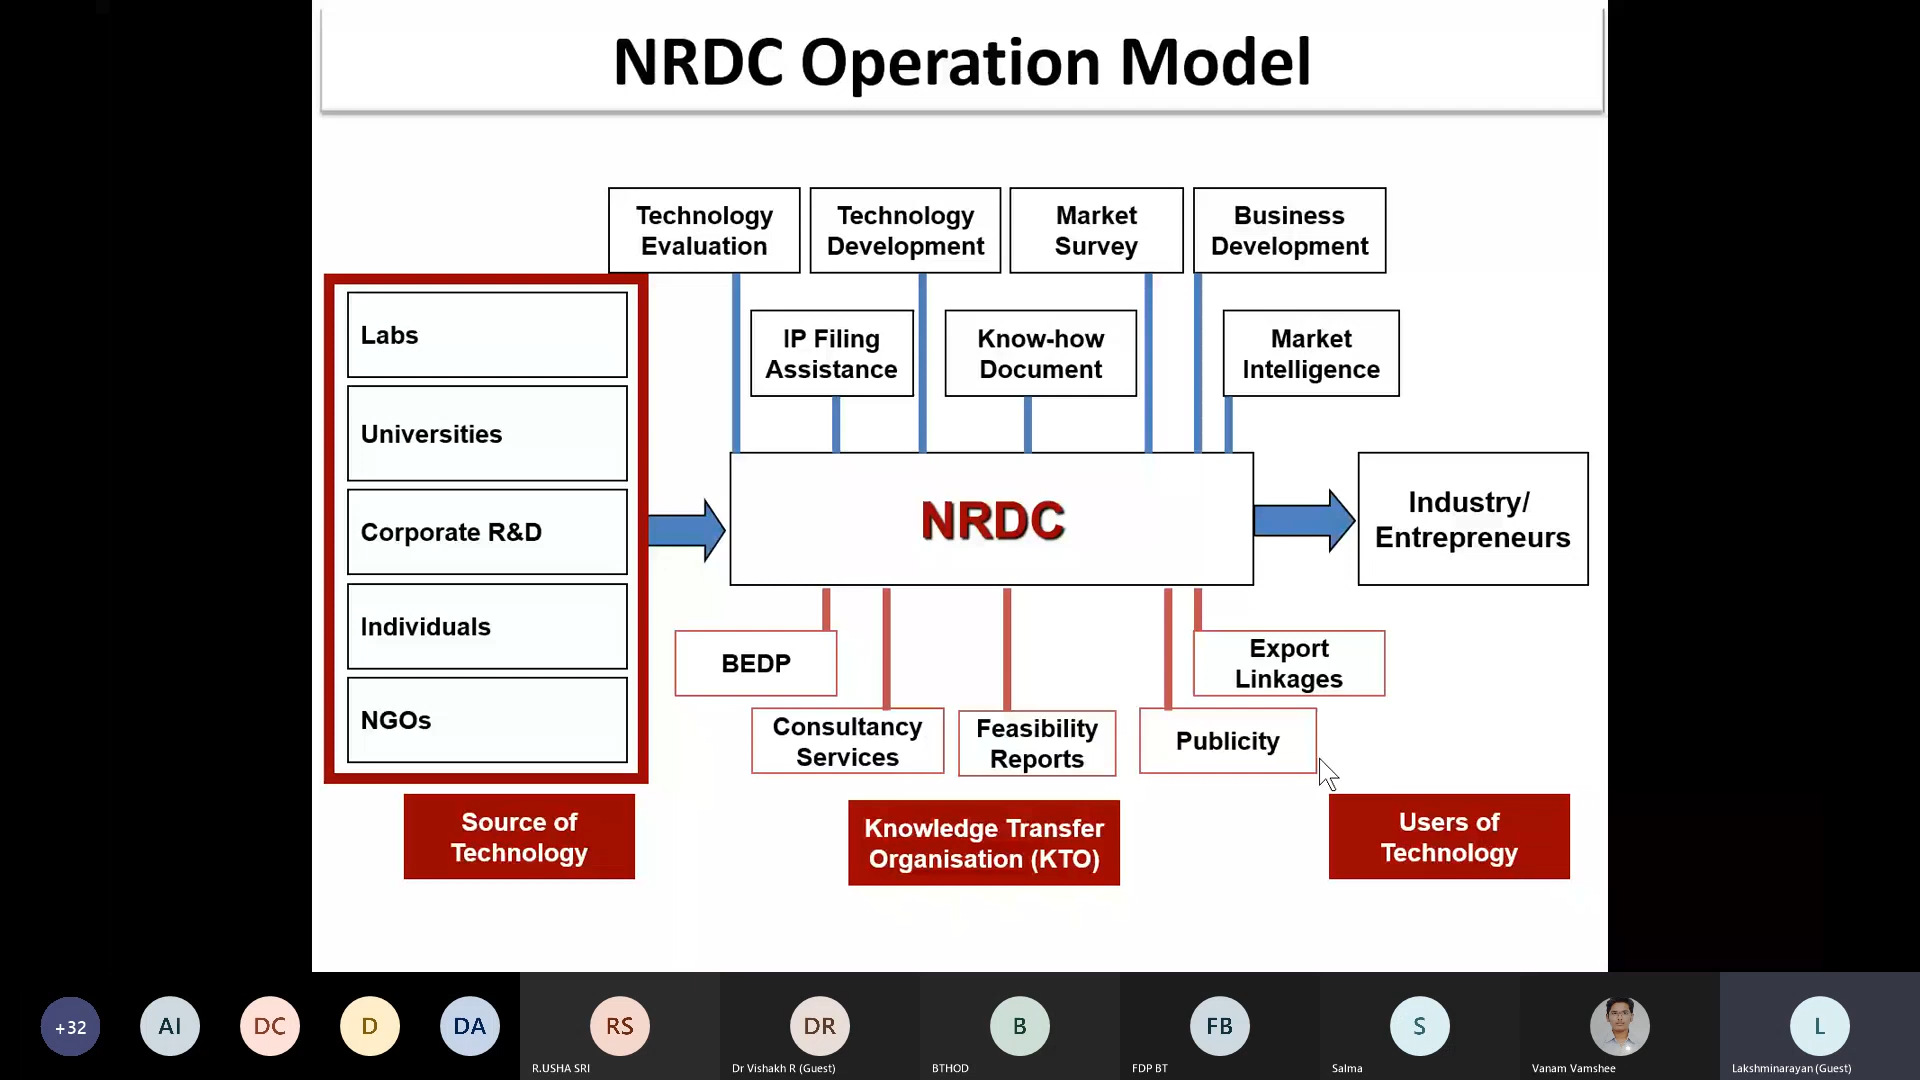 NRDC Operation Model
Technology
Evaluation
Technology
Development
Market
Survey
Business
Development
IP Filing
Assistance
Know-how
Document
Market
Intelligence
Labs
Universities
Corporate R&D
Individuals
NGOs
NRDC
Industry/
Entrepreneurs
BEDP
Export
Linkages
Consultancy
Services
Feasibility
Reports
Publicity
Source of
Technology
Knowledge Transfer
Organisation (KTO)
Users of
Technology
+32
AI
DC
D
DA
RS
R.USHA SRI
DR
Dr Vishakh R (Guest)
B
BTHOD
FB
FDP BT
S
Salma
Vanam Vamshee
L
Lakshminarayan (Guest)